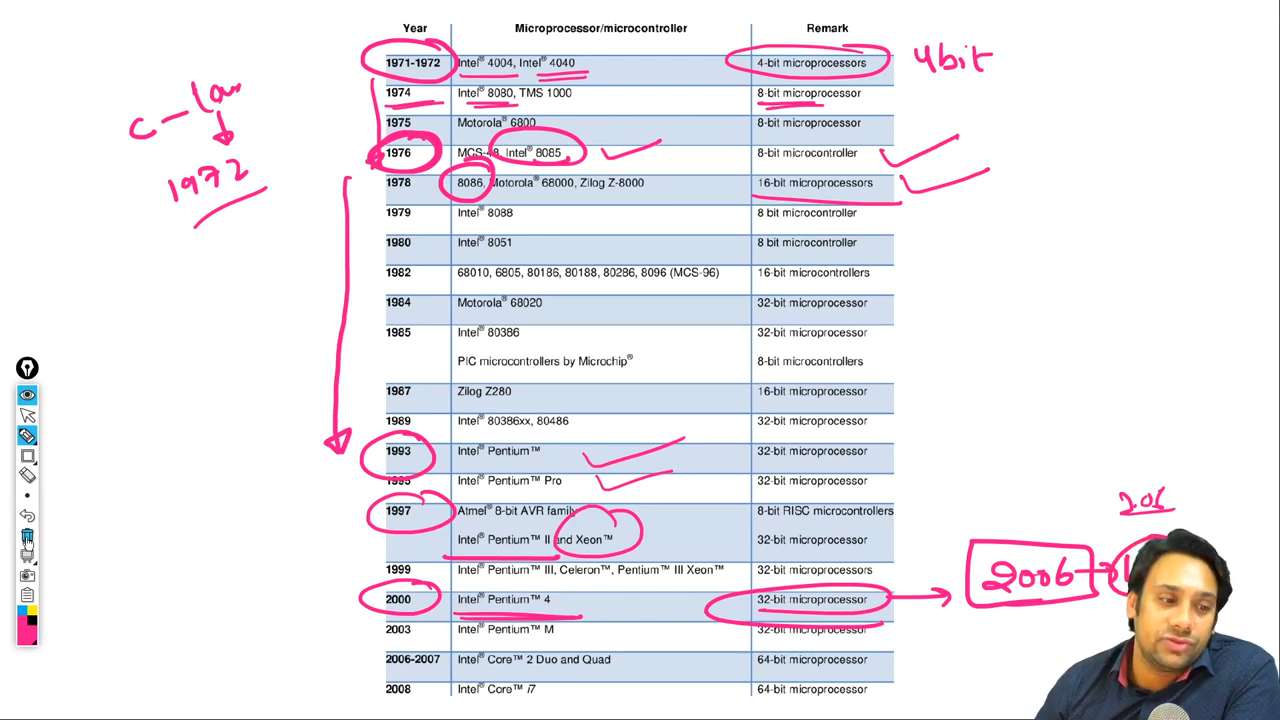 Year Microprocessor/microcontroller Remark
1971-1972 Intel® 4004, Intel® 4040 4-bit microprocessors 4bit
1974 Intel® 8080, TMS 1000 8-bit microprocessor
C – lan
1975 Motorola® 6800 8-bit microprocessor
1976 MCS-48, Intel® 8085 8-bit microcontroller
1972
1978 8086, Motorola® 68000, Zilog Z-8000 16-bit microprocessors
1979 Intel® 8088 8 bit microcontroller
1980 Intel® 8051 8 bit microcontroller
1982 68010, 6805, 80186, 80188, 80286, 8096 (MCS-96) 16-bit microcontrollers
1984 Motorola® 68020 32-bit microprocessor
1985 Intel® 80386 32-bit microprocessor
PIC microcontrollers by Microchip® 8-bit microcontrollers
1987 Zilog Z280 16-bit microprocessor
1989 Intel® 80386xx, 80486 32-bit microprocessor
1993 Intel® Pentium™ 32-bit microprocessor
1995 Intel® Pentium™ Pro 32-bit microprocessor
1997 Atmel® 8-bit AVR family 8-bit RISC microcontrollers
Intel® Pentium™ II and Xeon™ 32-bit microprocessor
1999 Intel® Pentium™ III, Celeron™, Pentium™ III Xeon™ 32-bit microprocessors
2006
2000 Intel® Pentium™ 4 32-bit microprocessor
2003 Intel® Pentium™ M 32-bit microprocessor
2006-2007 Intel® Core™ 2 Duo and Quad 64-bit microprocessor
2008 Intel® Core™ i7 64-bit microprocessor